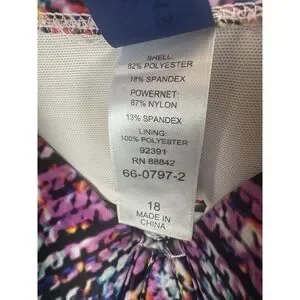 SHELL:
82% POLYESTER
18% SPANDEX
POWERNET:
87% NYLON
13% SPANDEX
LINING:
100% POLYESTER
92391
RN 88842
66-0797-2
18
MADE IN
CHINA